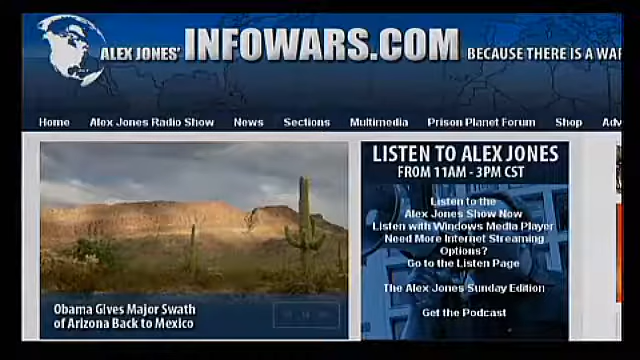 ALEX JONES' INFOWARS.COM BECAUSE THERE IS A WAR
Home Alex Jones Radio Show News Sections Multimedia Prison Planet Forum Shop Adv
LISTEN TO ALEX JONES
FROM 11AM - 3PM CST
Listen to the
Alex Jones Show Now
Listen with Windows Media Player
Need More Internet Streaming
Options?
Go to the Listen Page
The Alex Jones Sunday Edition
Get the Podcast
Obama Gives Major Swath
of Arizona Back to Mexico